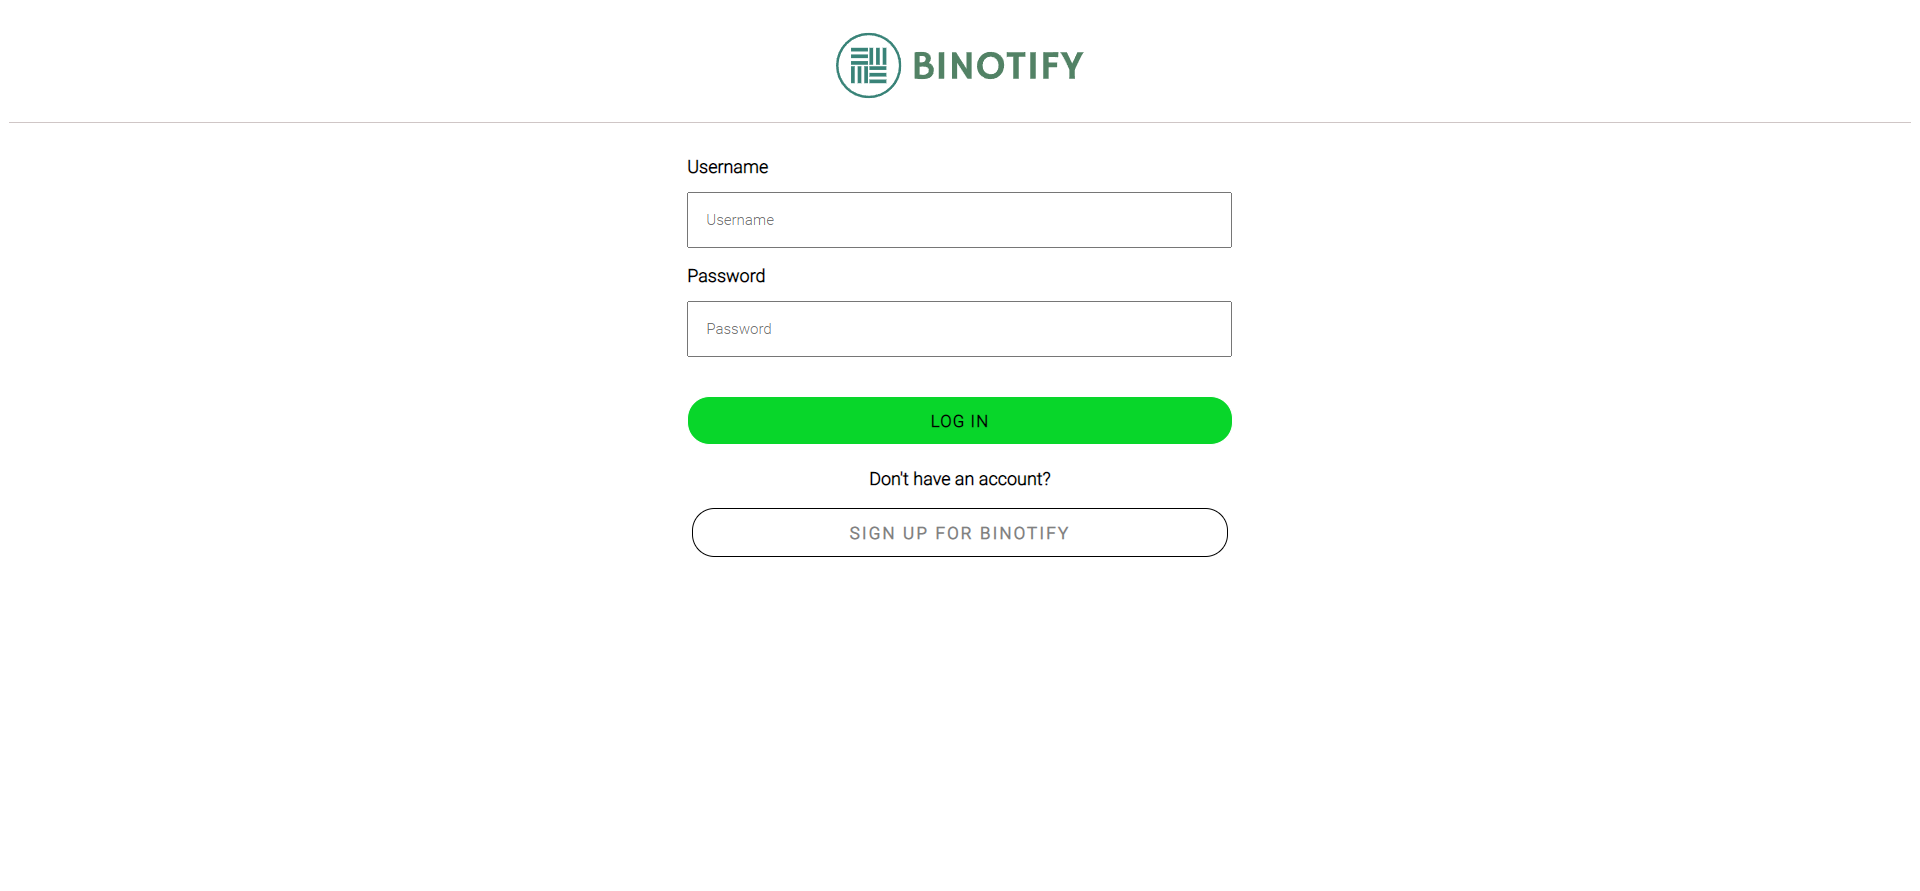 BINOTIFY
Username
Username
Password
Password
LOG IN
Don't have an account?
SIGN UP FOR BINOTIFY